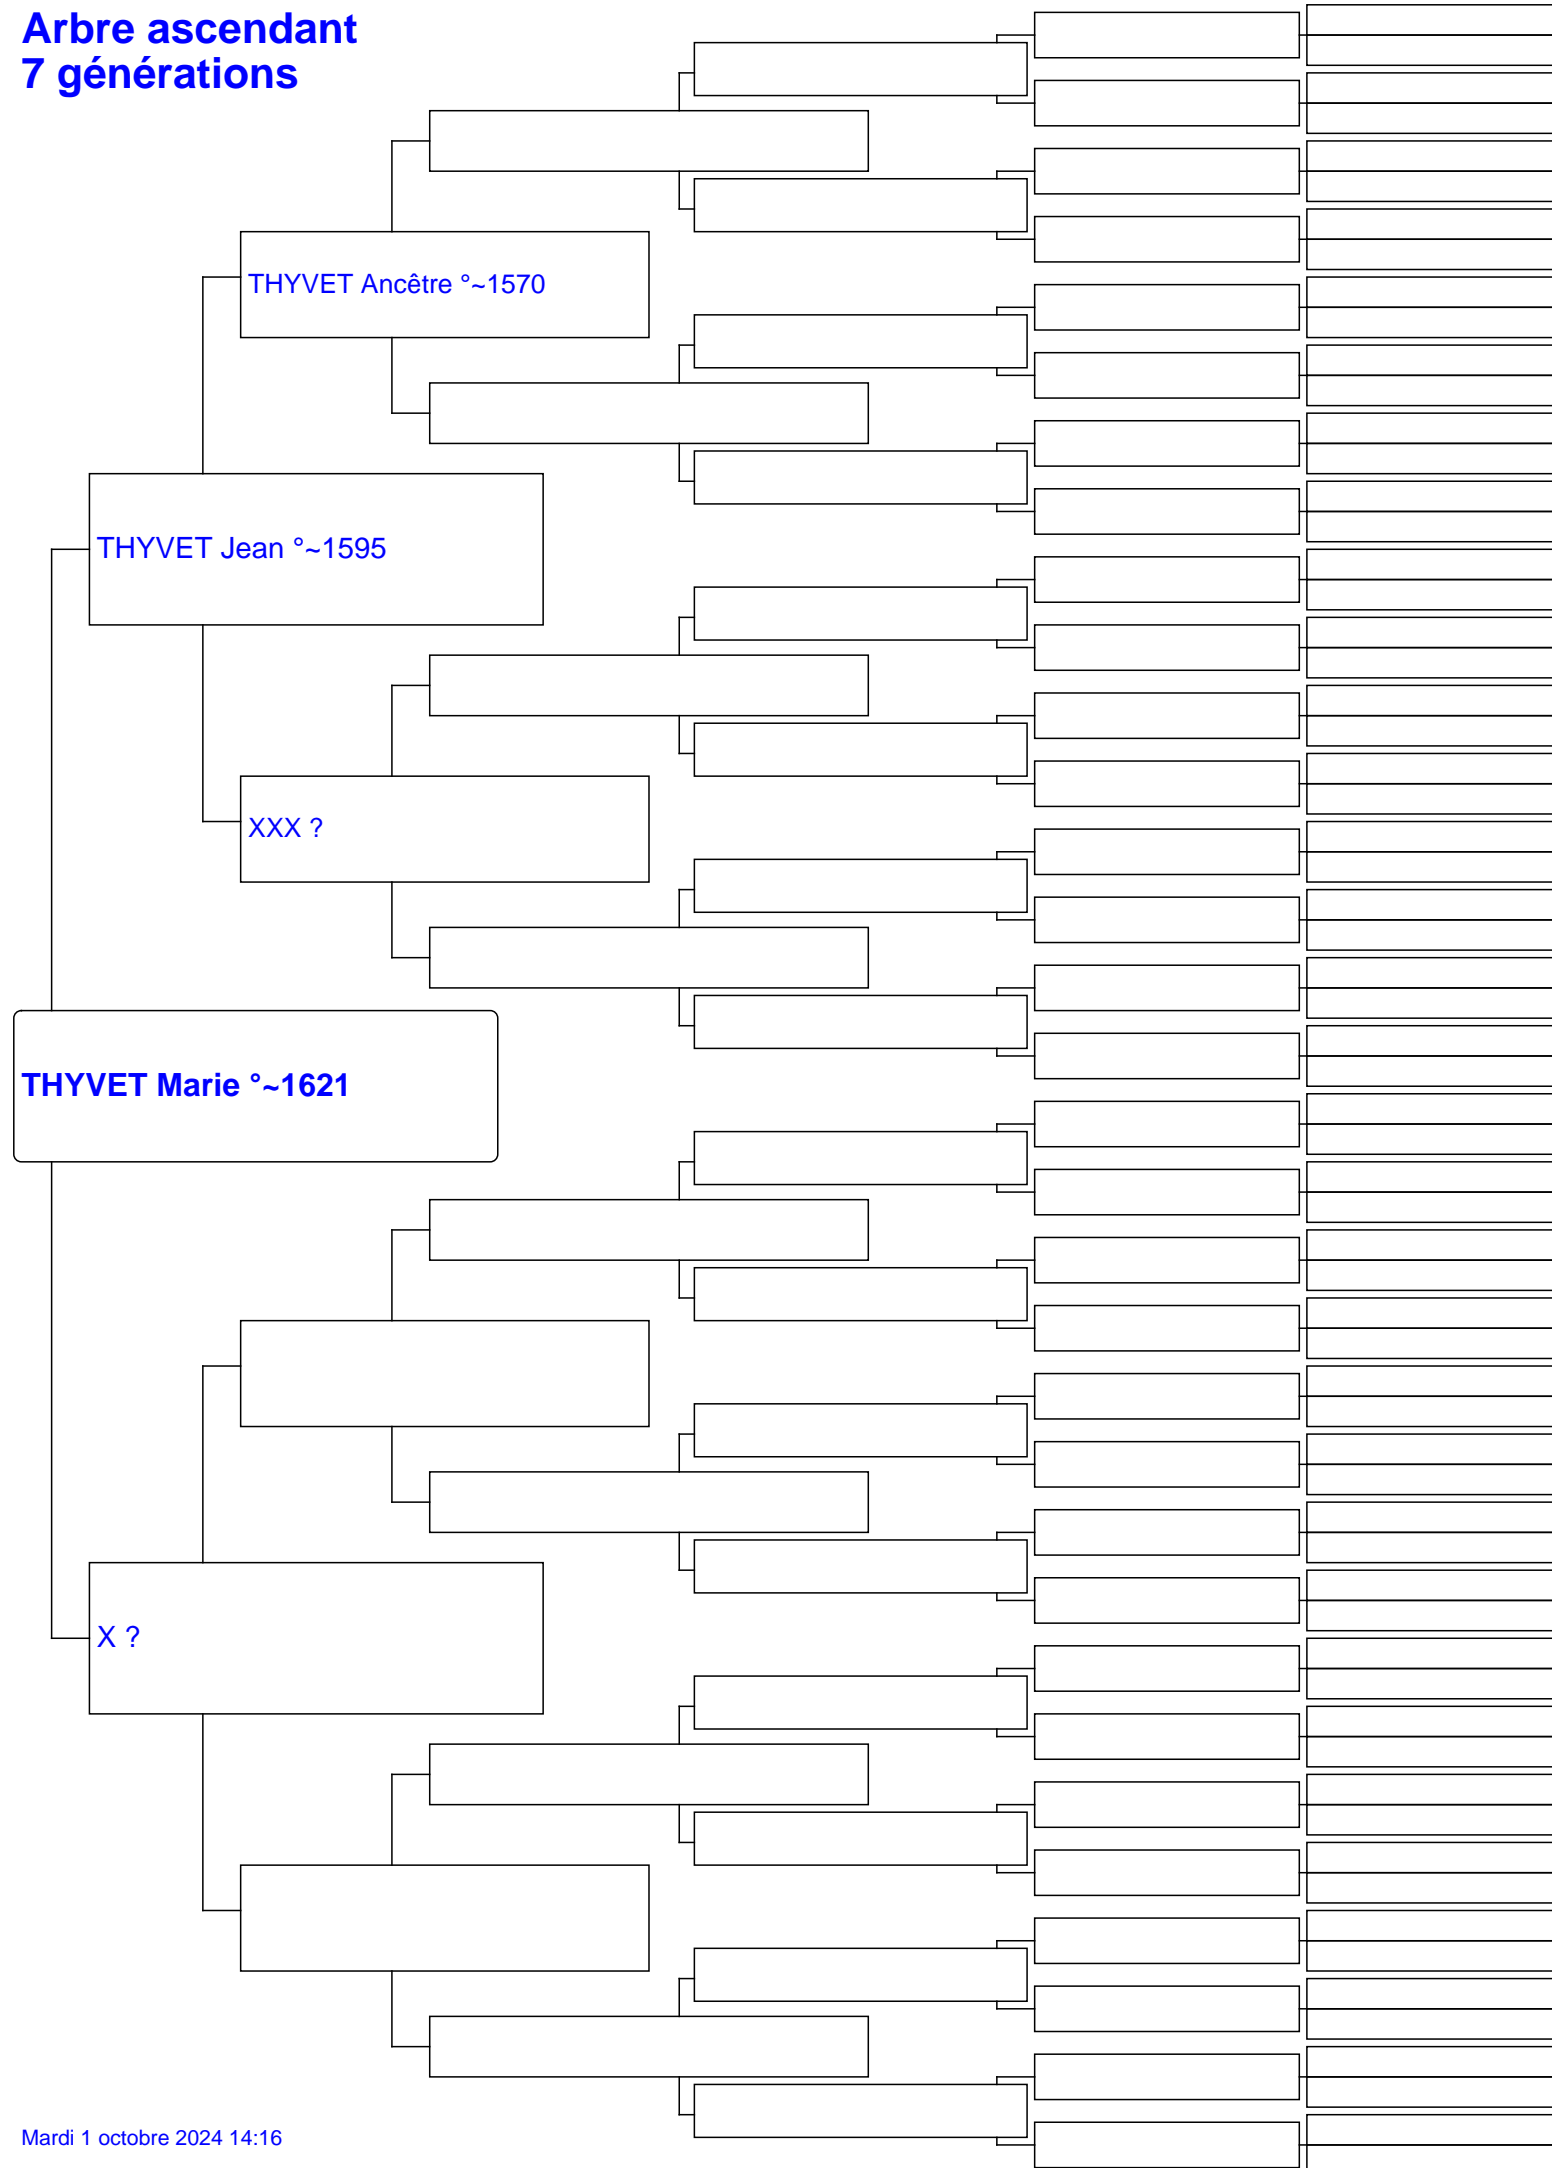 Arbre ascendant
7 générations
THYVET Ancêtre °~1570
THYVET Jean °~1595
XXX ?
THYVET Marie °~1621
X ?
Mardi 1 octobre 2024 14:16